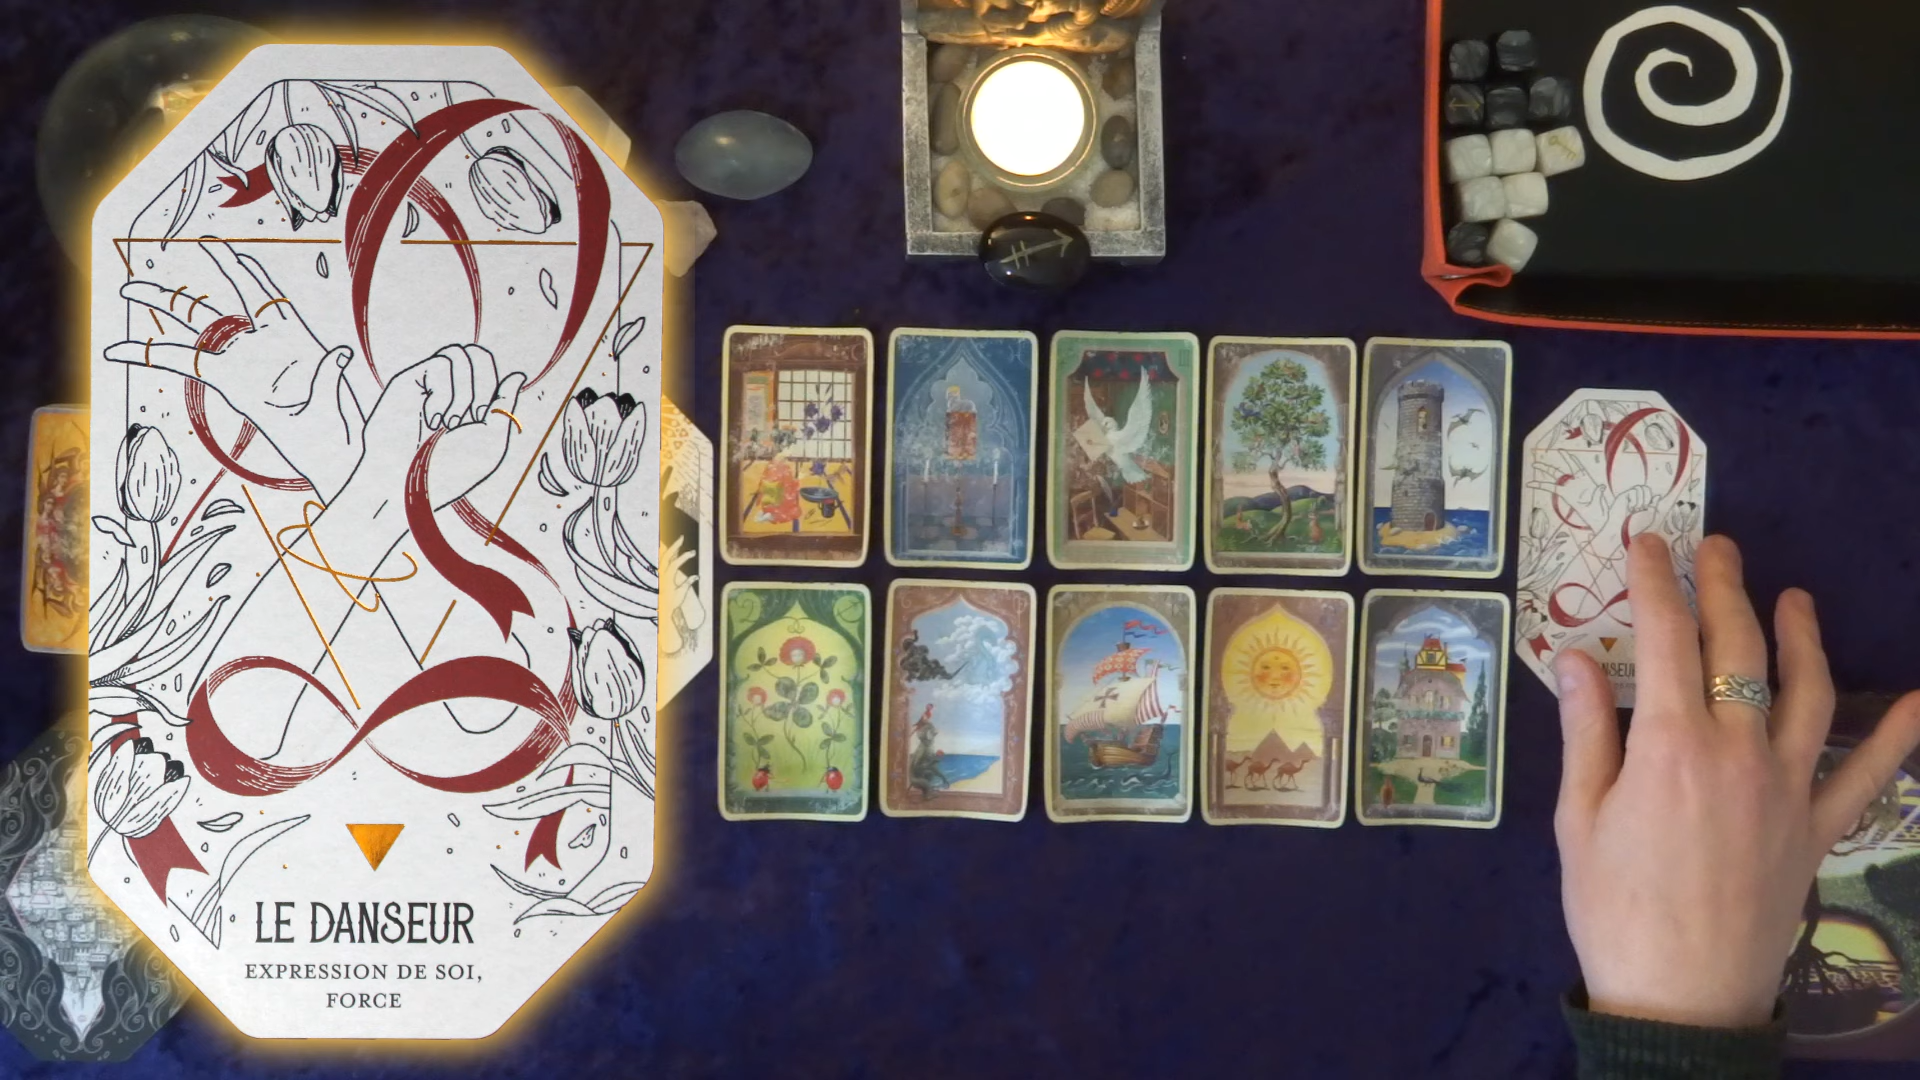 LE DANSEUR
EXPRESSION DE SOI,
FORCE